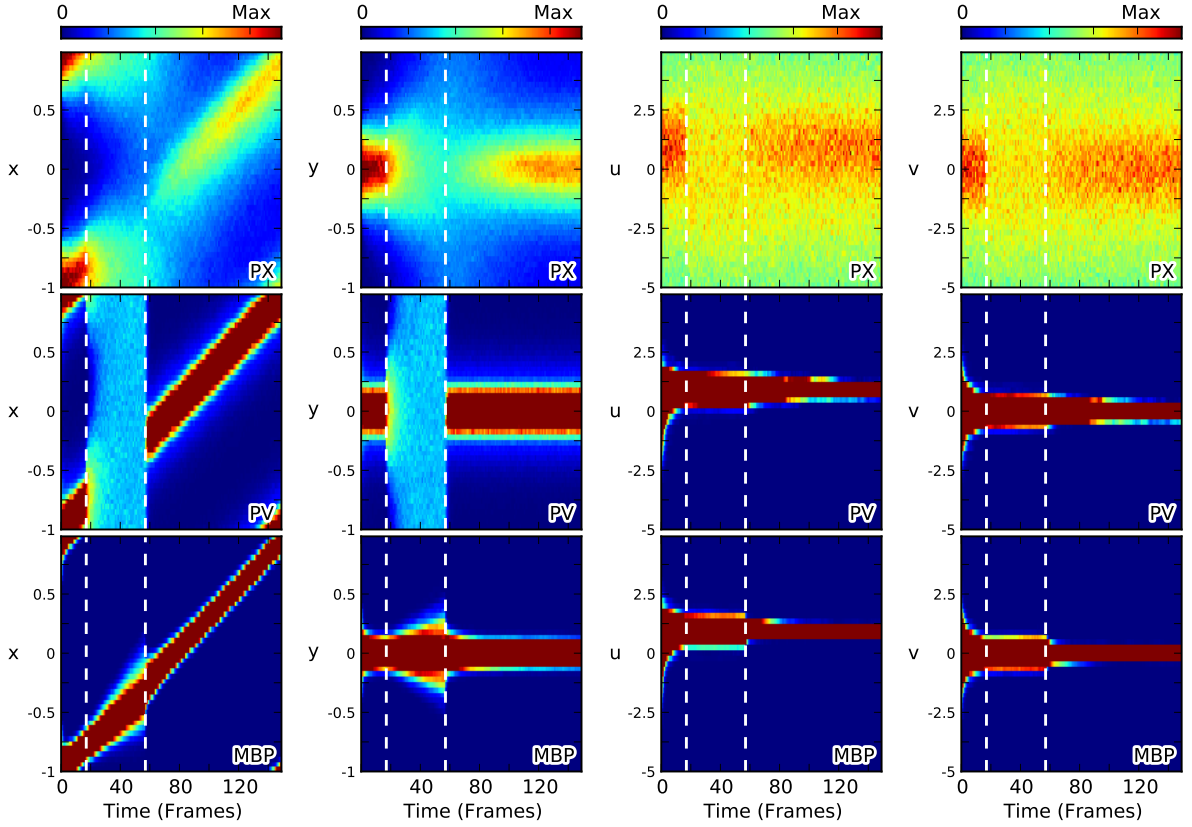 0 Max 0 Max 0 Max 0 Max
x 0.5 0 -0.5 -1 PX
y 0.5 0 -0.5 -1 PX
u 2.5 0 -2.5 -5 PX
v 2.5 0 -2.5 -5 PX
x 0.5 0 -0.5 -1 PV
y 0.5 0 -0.5 -1 PV
u 2.5 0 -2.5 -5 PV
v 2.5 0 -2.5 -5 PV
x 0.5 0 -0.5 -1 MBP
y 0.5 0 -0.5 -1 MBP
u 2.5 0 -2.5 -5 MBP
v 2.5 0 -2.5 -5 MBP
0 40 80 120 0 40 80 120 0 40 80 120 0 40 80 120
Time (Frames) Time (Frames) Time (Frames) Time (Frames)